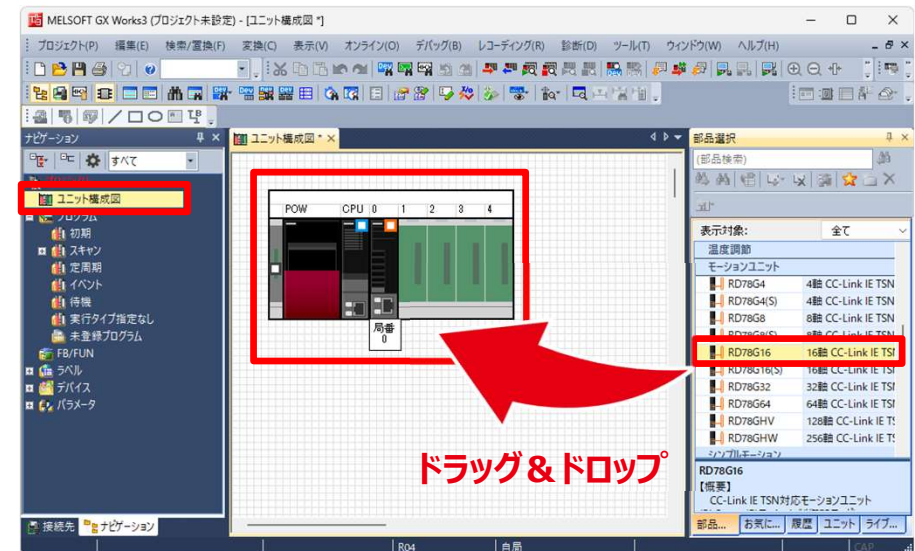 MELSOFT GX Works3 (プロジェクト未設定) - [ユニット構成図 *]
プロジェクト(P) 編集(E) 検索/置換(F) 変換(C) 表示(V) オンライン(O) デバッグ(B) レコーディング(R) 診断(D) ツール(T) ウィンドウ(W) ヘルプ(H)
ナビゲーション
すべて
ユニット構成図
プログラム
初期
スキャン
定周期
イベント
待機
実行タイプ指定なし
未登録プログラム
FB/FUN
ラベル
デバイス
パラメータ
接続先 ナビゲーション
ユニット構成図 *
POW CPU 0 1 2 3 4
局番
0
ドラッグ&ドロップ
部品選択
(部品検索)
表示対象: 全て
温度調節
モーションユニット
RD78G4 4軸 CC-Link IE TSN
RD78G4(S) 4軸 CC-Link IE TSN
RD78G8 8軸 CC-Link IE TSN
RD78G8(S) 8軸 CC-Link IE TSN
RD78G16 16軸 CC-Link IE TSN
RD78G16(S) 16軸 CC-Link IE TSN
RD78G32 32軸 CC-Link IE TSN
RD78G64 64軸 CC-Link IE TSN
RD78GHV 128軸 CC-Link IE TS
RD78GHW 256軸 CC-Link IE TS
シンプルモーション
RD78G16
【概要】
CC-Link IE TSN対応モーションユニット
部品... お気に... 履歴 ユニット ライブ...
R04 自局 CAP